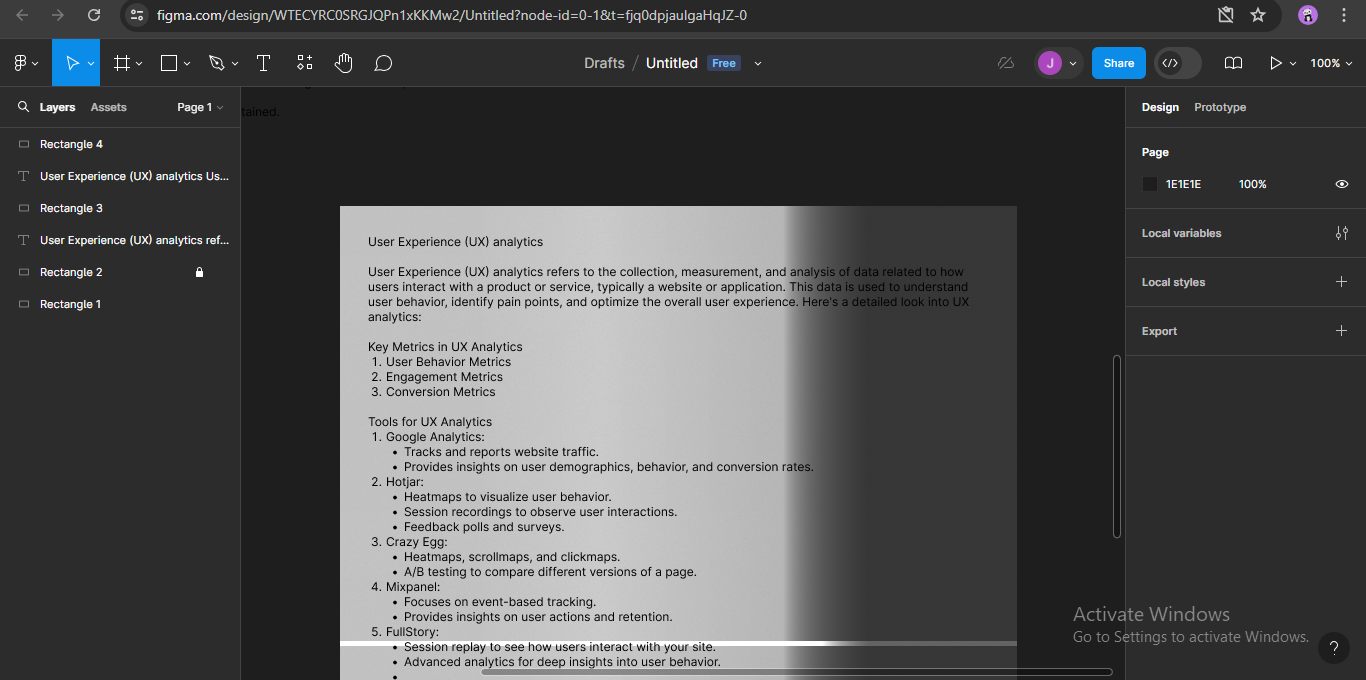 figma.com/design/WTECYRC0SRGJQPn1xKKMw2/Untitled?node-id=0-1&t=fjq0dpjaulgaHqJZ-0
Drafts / Untitled Free
J
Share
100%
Layers Assets Page 1
tained.
Design Prototype
Rectangle 4
User Experience (UX) analytics Us...
Rectangle 3
User Experience (UX) analytics ref...
Rectangle 2
Rectangle 1
Page
1E1E1E 100%
Local variables
Local styles
Export
User Experience (UX) analytics
User Experience (UX) analytics refers to the collection, measurement, and analysis of data related to how
users interact with a product or service, typically a website or application. This data is used to understand
user behavior, identify pain points, and optimize the overall user experience. Here's a detailed look into UX
analytics:
Key Metrics in UX Analytics
1. User Behavior Metrics
2. Engagement Metrics
3. Conversion Metrics
Tools for UX Analytics
1. Google Analytics:
• Tracks and reports website traffic.
• Provides insights on user demographics, behavior, and conversion rates.
2. Hotjar:
• Heatmaps to visualize user behavior.
• Session recordings to observe user interactions.
• Feedback polls and surveys.
3. Crazy Egg:
• Heatmaps, scrollmaps, and clickmaps.
• A/B testing to compare different versions of a page.
4. Mixpanel:
• Focuses on event-based tracking.
• Provides insights on user actions and retention.
5. FullStory:
• Session replay to see how users interact with your site.
• Advanced analytics for deep insights into user behavior.
•
Activate Windows
Go to Settings to activate Windows.
?